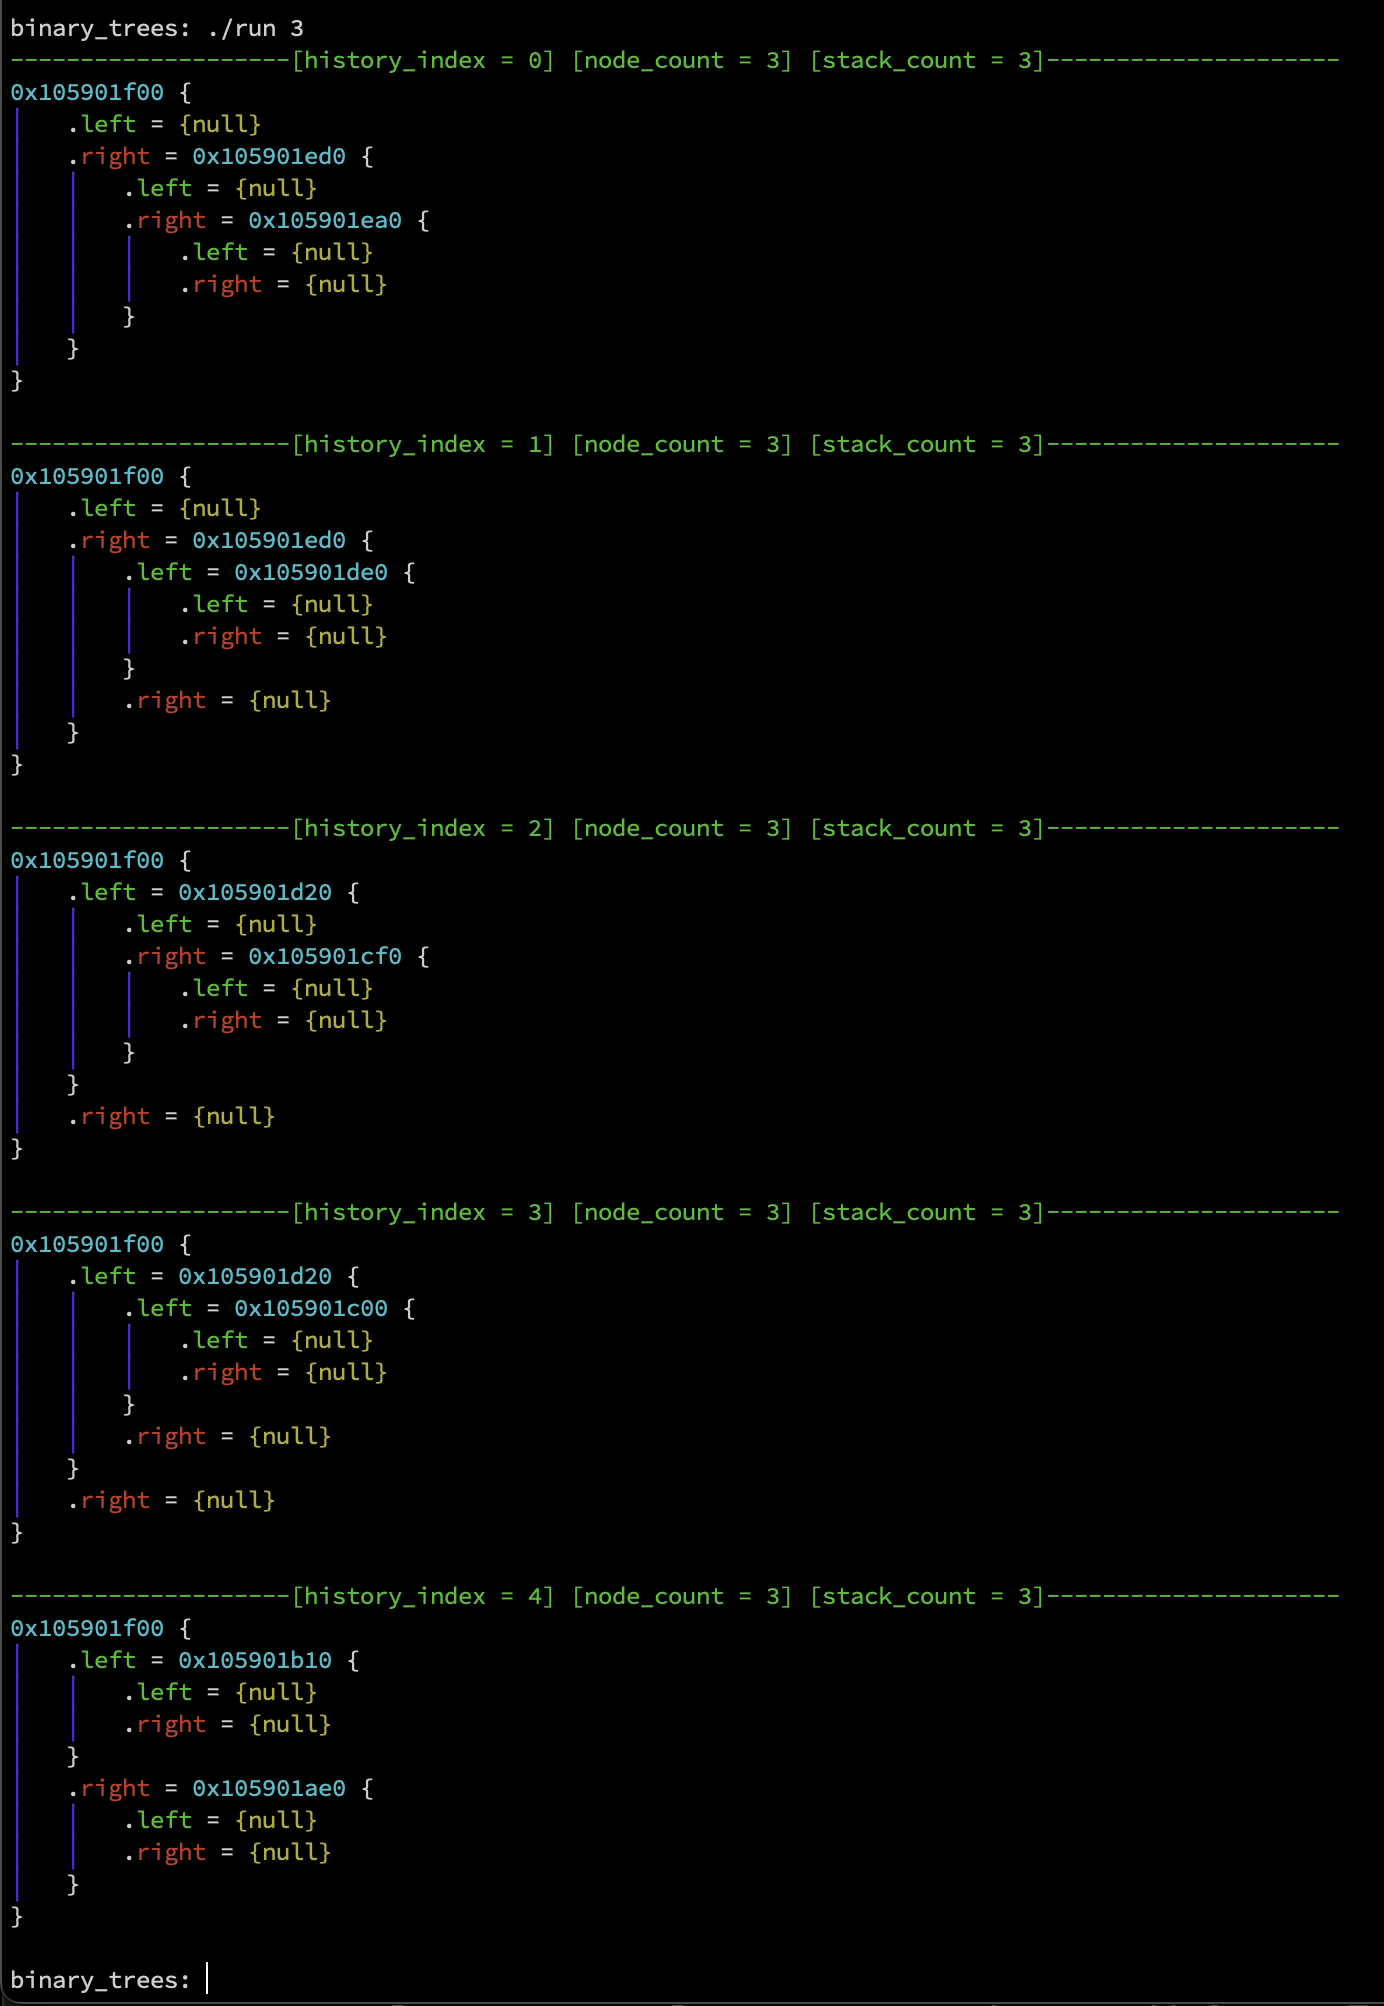 binary_trees: ./run 3
--------------------[history_index = 0] [node_count = 3] [stack_count = 3]---------------------
0x105901f00 {
    .left = {null}
    .right = 0x105901ed0 {
        .left = {null}
        .right = 0x105901ea0 {
            .left = {null}
            .right = {null}
        }
    }
}

--------------------[history_index = 1] [node_count = 3] [stack_count = 3]---------------------
0x105901f00 {
    .left = {null}
    .right = 0x105901ed0 {
        .left = 0x105901de0 {
            .left = {null}
            .right = {null}
        }
        .right = {null}
    }
}

--------------------[history_index = 2] [node_count = 3] [stack_count = 3]---------------------
0x105901f00 {
    .left = 0x105901d20 {
        .left = {null}
        .right = 0x105901cf0 {
            .left = {null}
            .right = {null}
        }
    }
    .right = {null}
}

--------------------[history_index = 3] [node_count = 3] [stack_count = 3]---------------------
0x105901f00 {
    .left = 0x105901d20 {
        .left = 0x105901c00 {
            .left = {null}
            .right = {null}
        }
        .right = {null}
    }
    .right = {null}
}

--------------------[history_index = 4] [node_count = 3] [stack_count = 3]---------------------
0x105901f00 {
    .left = 0x105901b10 {
        .left = {null}
        .right = {null}
    }
    .right = 0x105901ae0 {
        .left = {null}
        .right = {null}
    }
}

binary_trees: